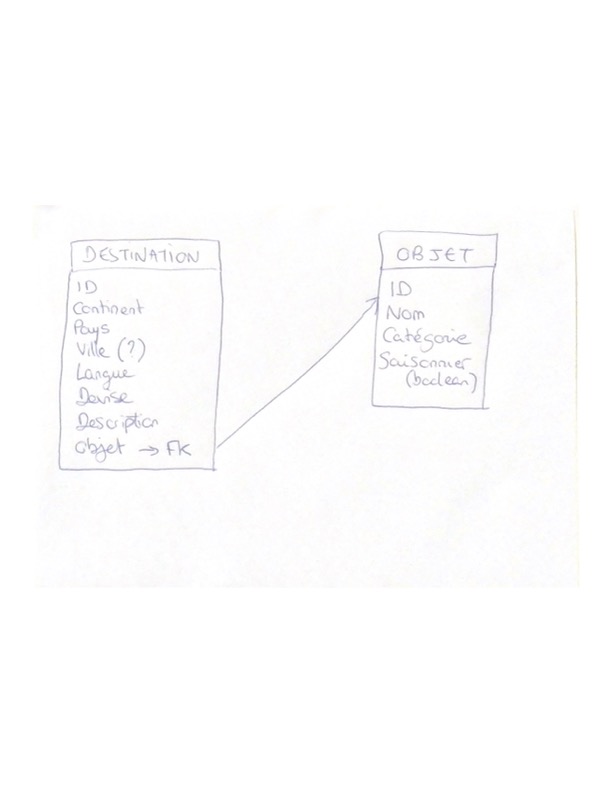 DESTINATION
ID
Continent
Pays
Ville (?)
Langue
Devise
Description
objet → FK
OBJET
ID
Nom
Catégorie
Saisonnier
(boolean)